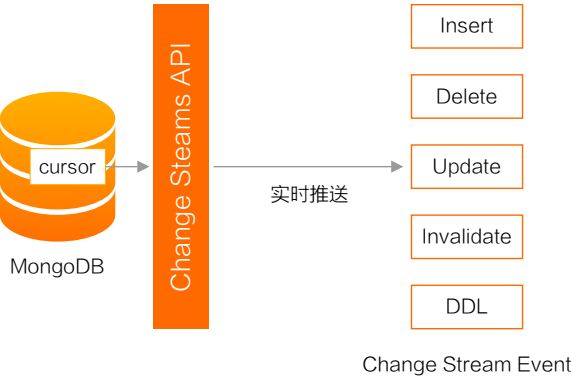 cursor
MongoDB
Change Steams API
实时推送
Insert
Delete
Update
Invalidate
DDL
Change Stream Event